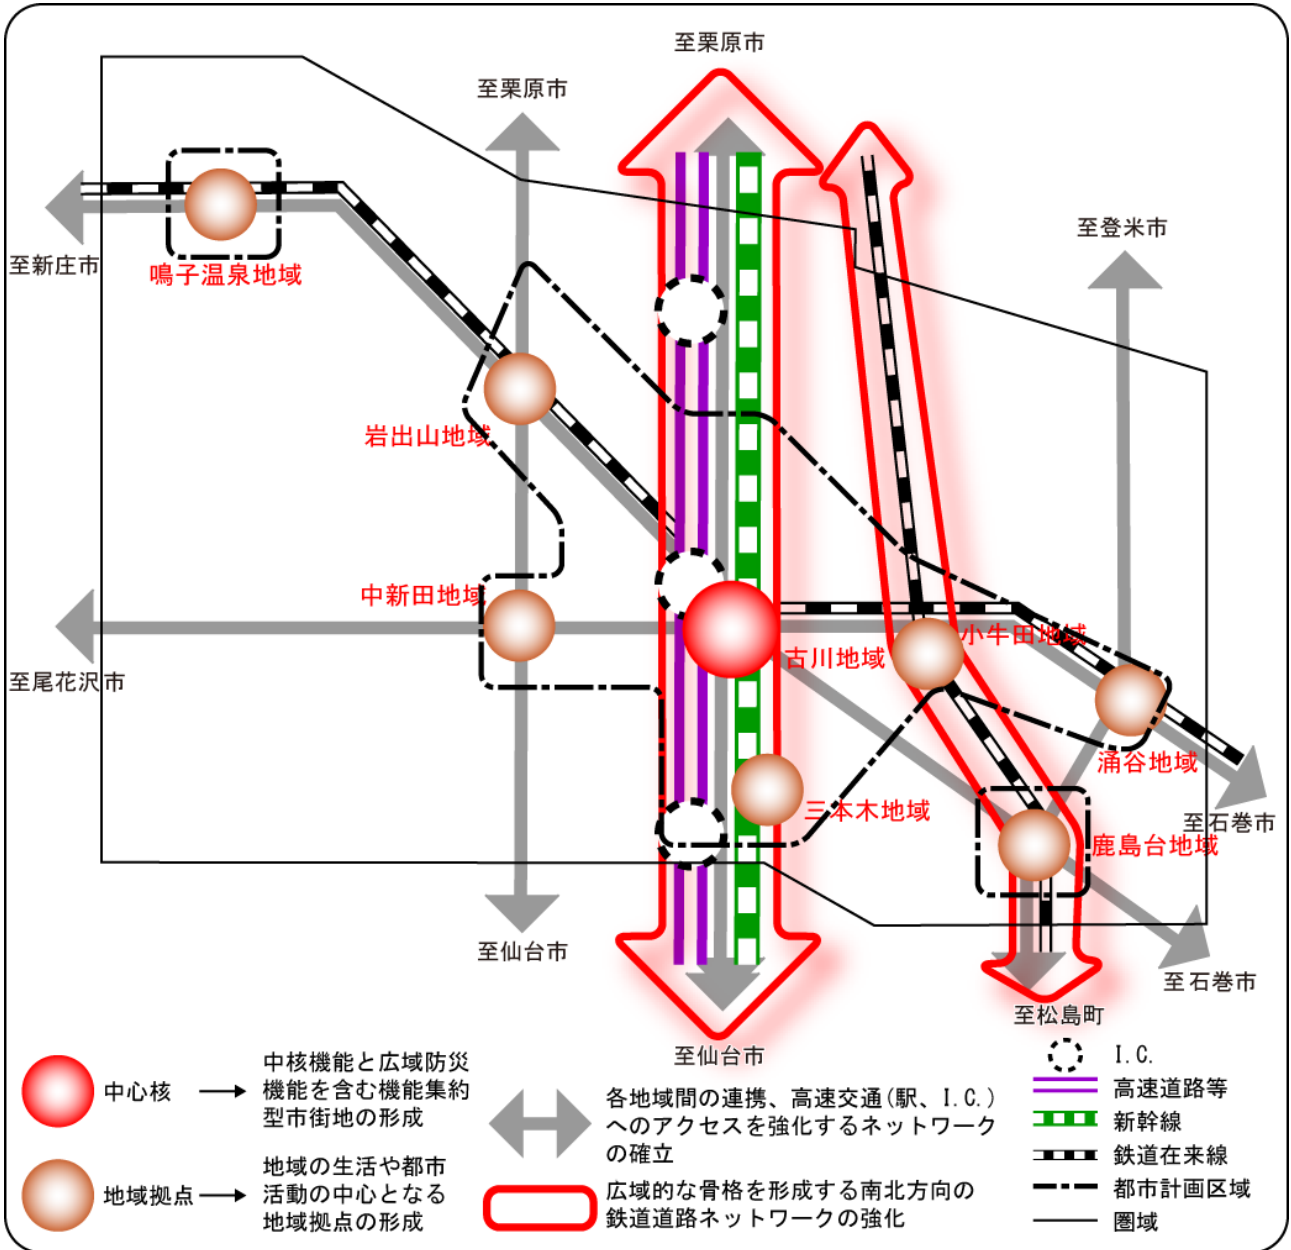 至栗原市
至栗原市
至登米市
至新庄市
鳴子温泉地域
岩出山地域
中新田地域
小牛田地域
古川地域
至尾花沢市
涌谷地域
三本木地域
至石巻市
鹿島台地域
至仙台市
至石巻市
至松島町
至仙台市
中心核
中核機能と広域防災
機能を含む機能集約
型市街地の形成
地域拠点
地域の生活や都市
活動の中心となる
地域拠点の形成
各地域間の連携、高速交通(駅、I.C.)
へのアクセスを強化するネットワーク
の確立
広域的な骨格を形成する南北方向の
鉄道道路ネットワークの強化
I.C.
高速道路等
新幹線
鉄道在来線
都市計画区域
圏域